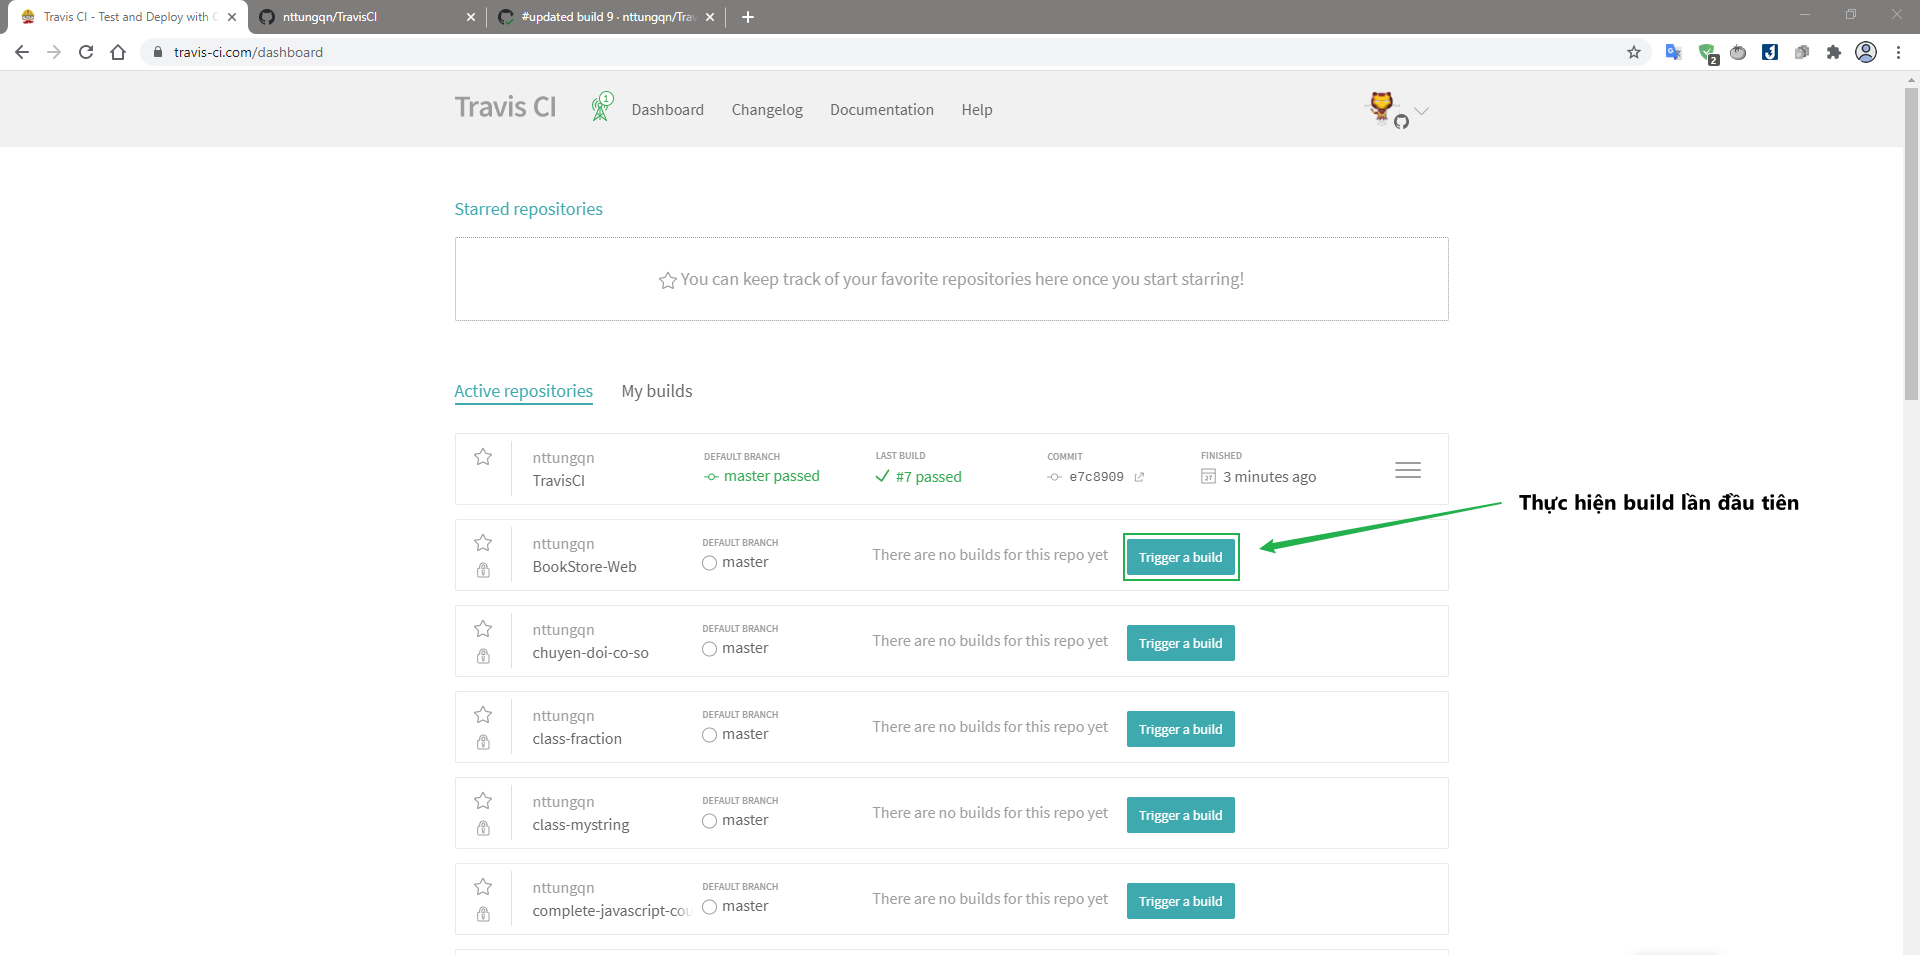 Travis CI - Test and Deploy with C
nttungqn/TravisCI
#updated build 9 · nttungqn/Trav
travis-ci.com/dashboard
2
Travis CI
1
Dashboard
Changelog
Documentation
Help
Starred repositories
You can keep track of your favorite repositories here once you start starring!
Active repositories
My builds
nttungqn
TravisCI
DEFAULT BRANCH
master passed
LAST BUILD
#7 passed
COMMIT
e7c8909
FINISHED
3 minutes ago
Thực hiện build lần đầu tiên
nttungqn
BookStore-Web
DEFAULT BRANCH
master
There are no builds for this repo yet
Trigger a build
nttungqn
chuyen-doi-co-so
DEFAULT BRANCH
master
There are no builds for this repo yet
Trigger a build
nttungqn
class-fraction
DEFAULT BRANCH
master
There are no builds for this repo yet
Trigger a build
nttungqn
class-mystring
DEFAULT BRANCH
master
There are no builds for this repo yet
Trigger a build
nttungqn
complete-javascript-cou
DEFAULT BRANCH
master
There are no builds for this repo yet
Trigger a build